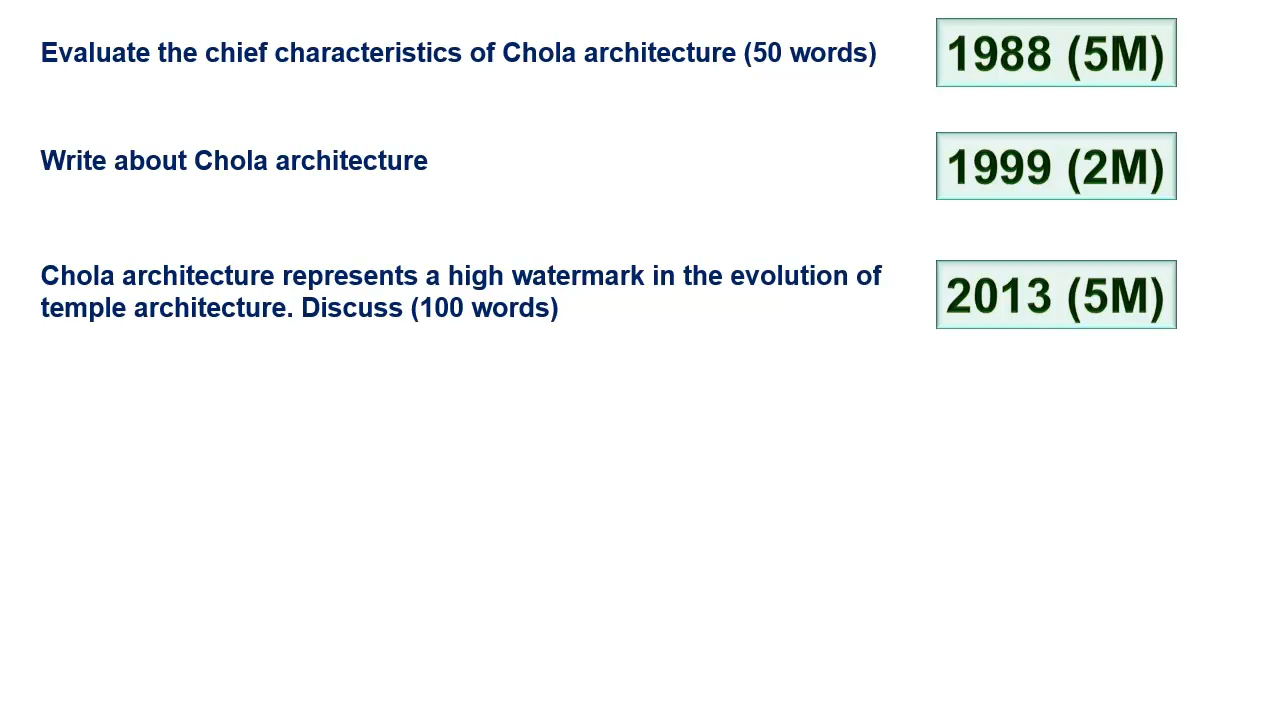 Evaluate the chief characteristics of Chola architecture (50 words)
1988 (5M)
Write about Chola architecture
1999 (2M)
Chola architecture represents a high watermark in the evolution of
temple architecture. Discuss (100 words)
2013 (5M)